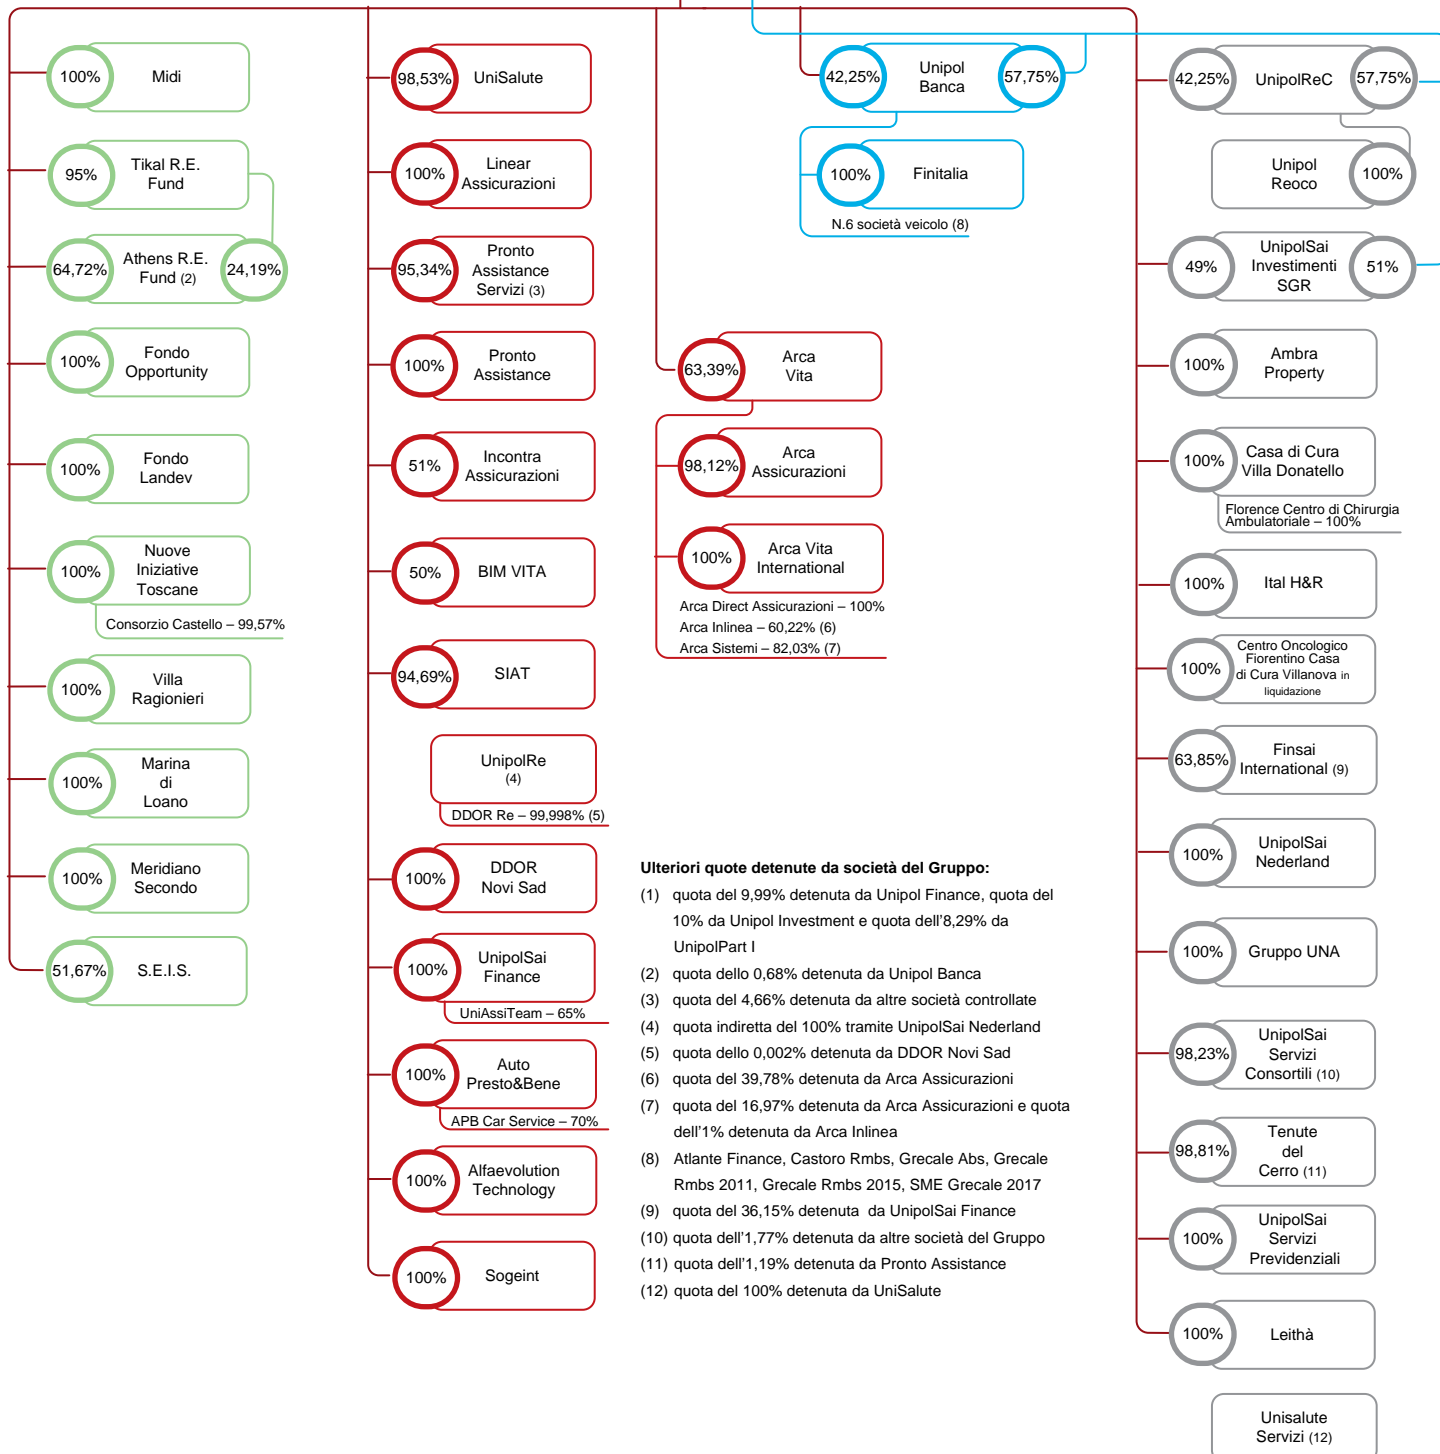 100%
Midi
95%
Tikal R.E.
Fund
64,72%
Athens R.E.
Fund (2)
24,19%
100%
Fondo
Opportunity
100%
Fondo
Landev
100%
Nuove
Iniziative
Toscane
Consorzio Castello – 99,57%
100%
Villa
Ragionieri
100%
Marina
di
Loano
100%
Meridiano
Secondo
51,67%
S.E.I.S.
98,53%
UniSalute
100%
Linear
Assicurazioni
95,34%
Pronto
Assistance
Servizi (3)
100%
Pronto
Assistance
51%
Incontra
Assicurazioni
50%
BIM VITA
94,69%
SIAT
UnipolRe
(4)
DDOR Re – 99,998% (5)
100%
DDOR
Novi Sad
100%
UnipolSai
Finance
UniAssiTeam – 65%
100%
Auto
Presto&Bene
APB Car Service – 70%
100%
Alfaevolution
Technology
100%
Sogeint
63,39%
Arca
Vita
98,12%
Arca
Assicurazioni
100%
Arca Vita
International
Arca Direct Assicurazioni – 100%
Arca Inlinea – 60,22% (6)
Arca Sistemi – 82,03% (7)
42,25%
Unipol
Banca
57,75%
100%
Finitalia
N.6 società veicolo (8)
Ulteriori quote detenute da società del Gruppo:
(1) quota del 9,99% detenuta da Unipol Finance, quota del
10% da Unipol Investment e quota dell'8,29% da
UnipolPart I
(2) quota dello 0,68% detenuta da Unipol Banca
(3) quota del 4,66% detenuta da altre società controllate
(4) quota indiretta del 100% tramite UnipolSai Nederland
(5) quota dello 0,002% detenuta da DDOR Novi Sad
(6) quota del 39,78% detenuta da Arca Assicurazioni
(7) quota del 16,97% detenuta da Arca Assicurazioni e quota
dell'1% detenuta da Arca Inlinea
(8) Atlante Finance, Castoro Rmbs, Grecale Abs, Grecale
Rmbs 2011, Grecale Rmbs 2015, SME Grecale 2017
(9) quota del 36,15% detenuta da UnipolSai Finance
(10) quota dell'1,77% detenuta da altre società del Gruppo
(11) quota dell'1,19% detenuta da Pronto Assistance
(12) quota del 100% detenuta da UniSalute
42,25%
UnipolReC
57,75%
Unipol
Reoco
100%
49%
UnipolSai
Investimenti
SGR
51%
100%
Ambra
Property
100%
Casa di Cura
Villa Donatello
Florence Centro di Chirurgia
Ambulatoriale – 100%
100%
Ital H&R
100%
Centro Oncologico
Fiorentino Casa
di Cura Villanova in
liquidazione
63,85%
Finsai
International (9)
100%
UnipolSai
Nederland
100%
Gruppo UNA
98,23%
UnipolSai
Servizi
Consortili (10)
98,81%
Tenute
del
Cerro (11)
100%
UnipolSai
Servizi
Previdenziali
100%
Leithà
Unisalute
Servizi (12)